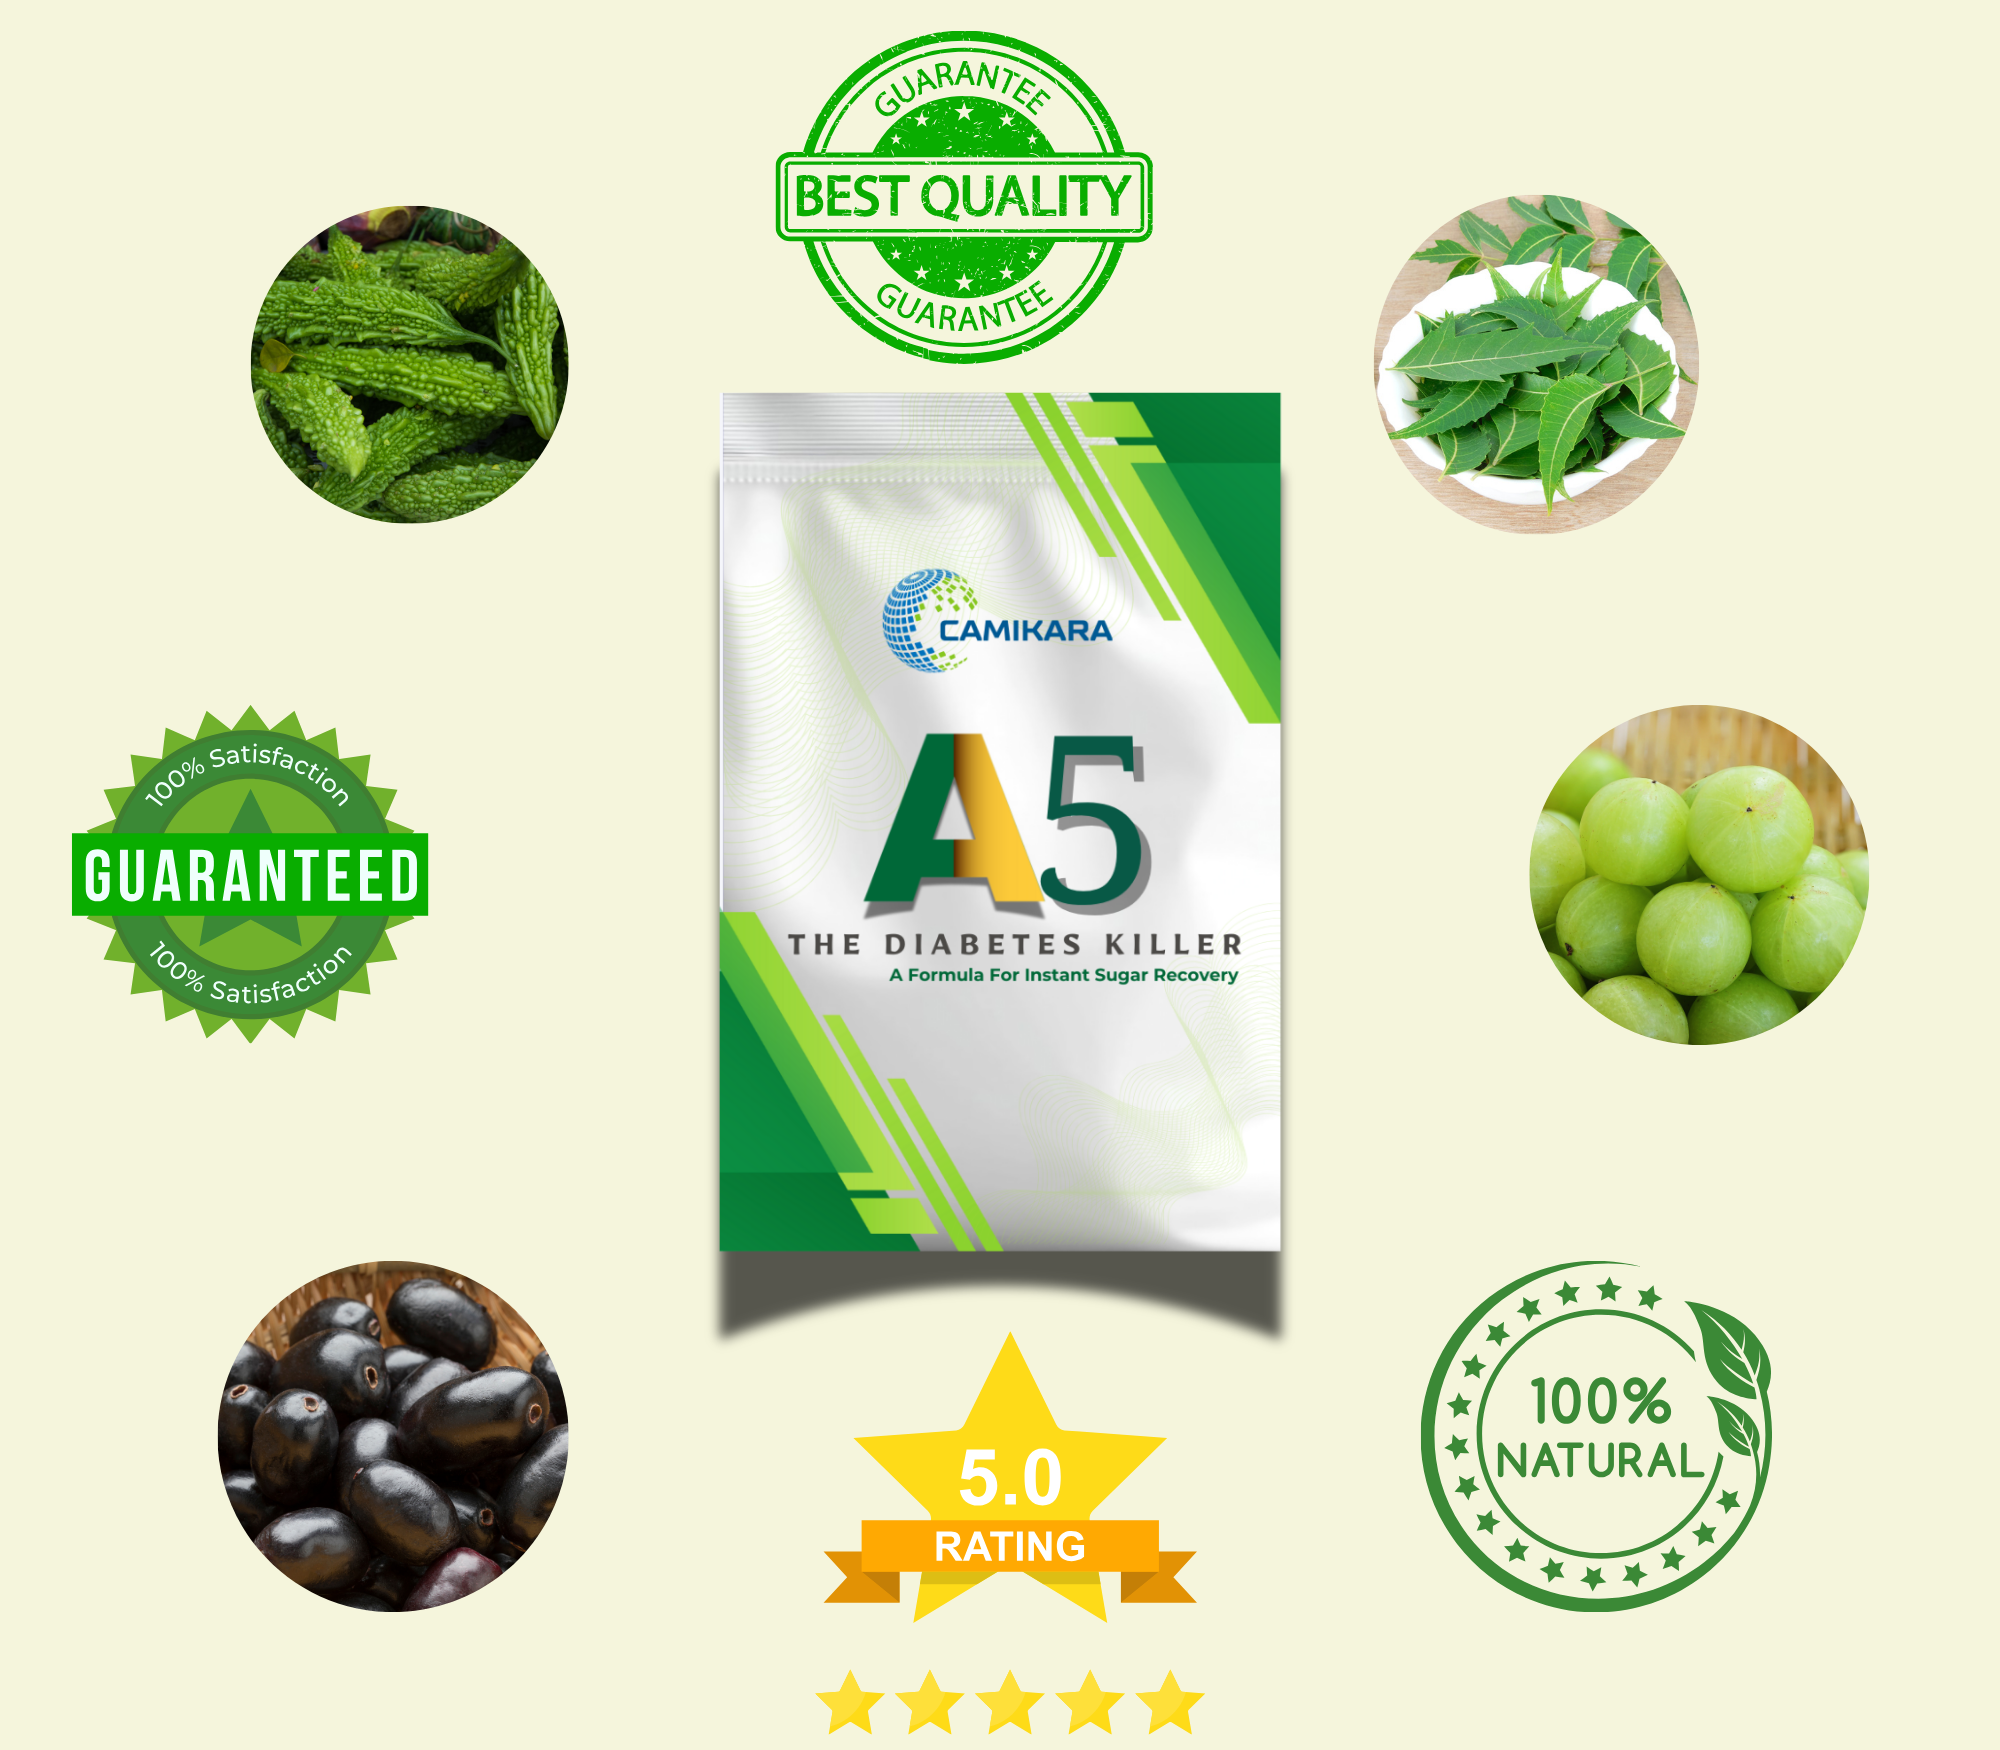 GUARANTEE
BEST QUALITY
GUARANTEE
CAMIKARA
A5
THE DIABETES KILLER
A Formula For Instant Sugar Recovery
100% Satisfaction
GUARANTEED
100% Satisfaction
100%
NATURAL
5.0
RATING